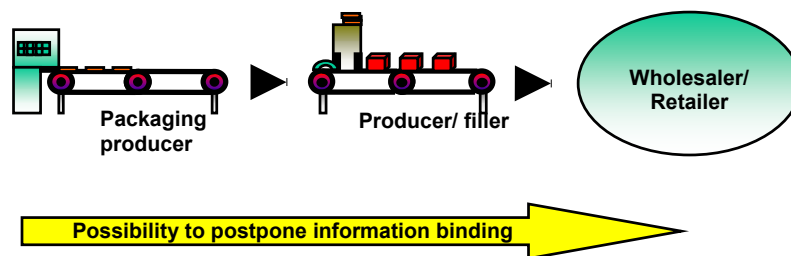 Packaging
producer
Producer/ filler
Wholesaler/
Retailer
Possibility to postpone information binding